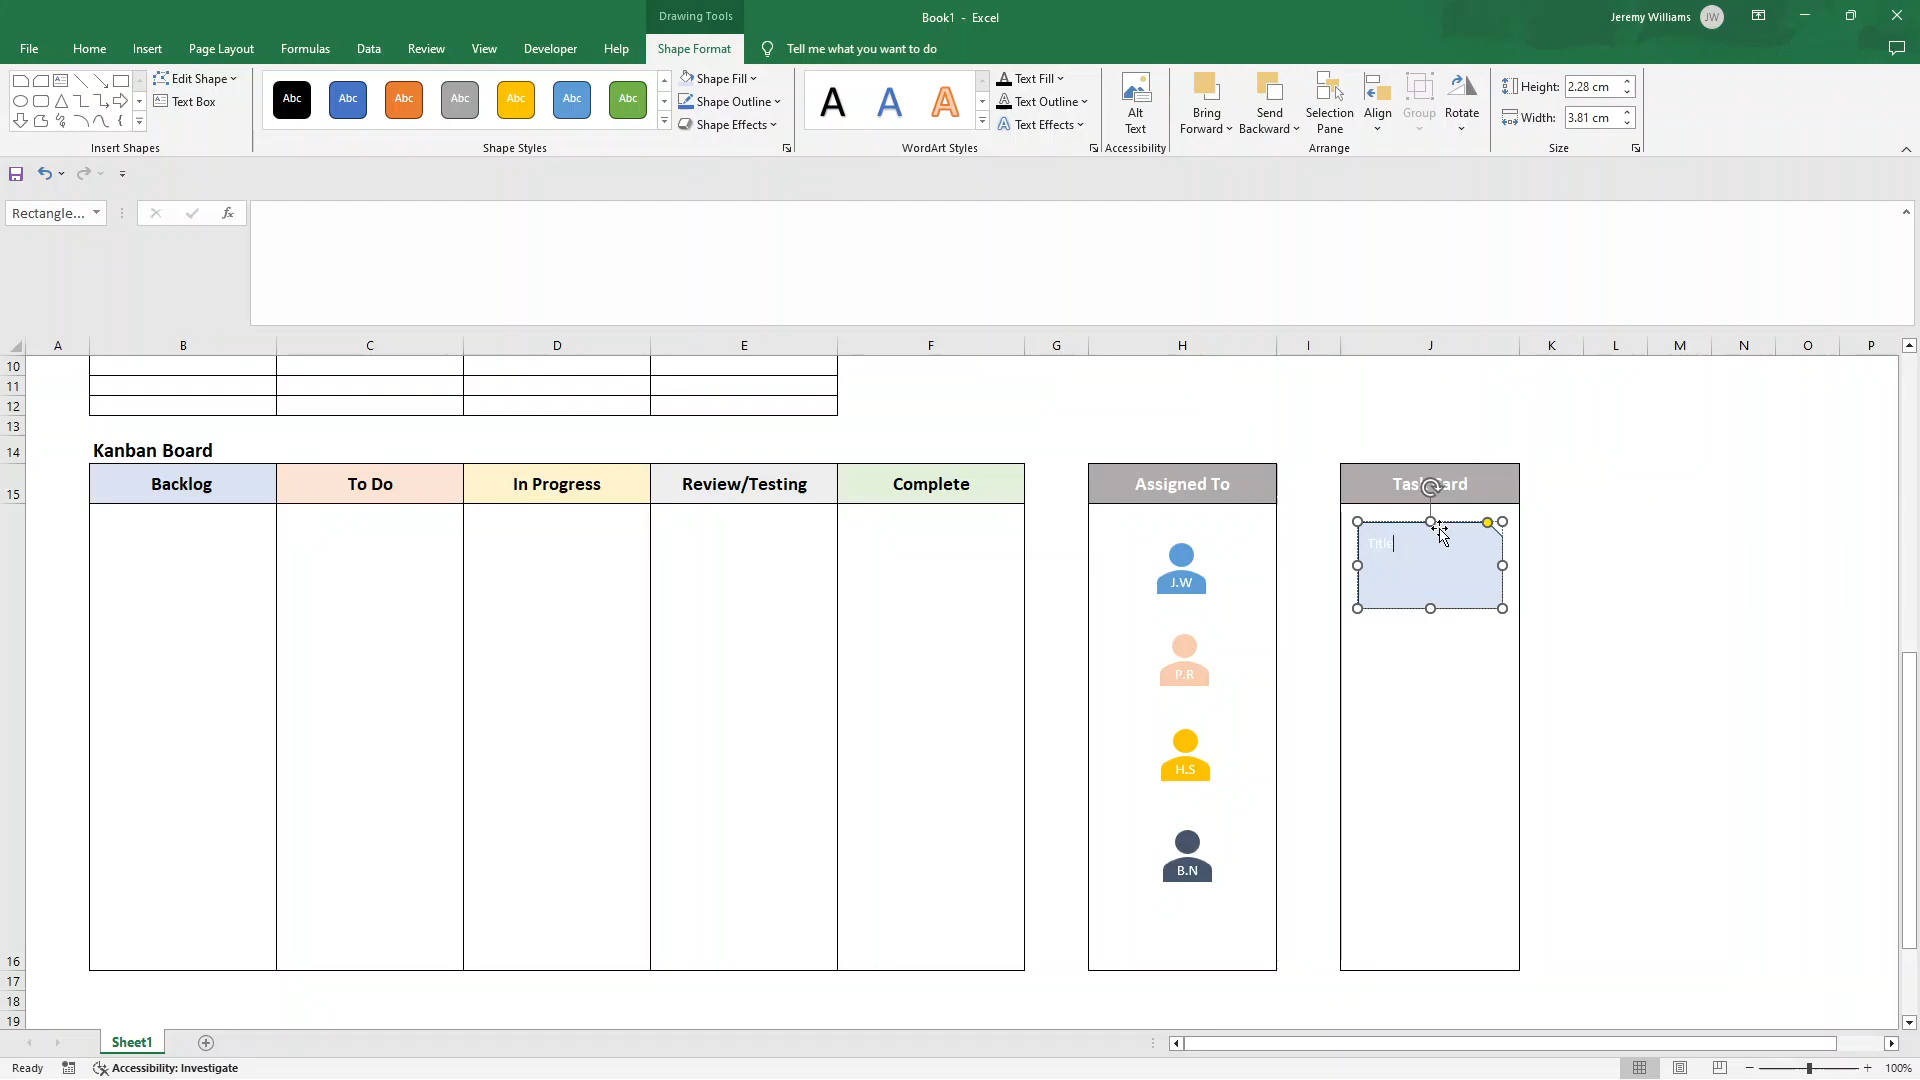 Drawing Tools
Book1 - Excel
Jeremy Williams
JW
File
Home
Insert
Page Layout
Formulas
Data
Review
View
Developer
Help
Shape Format
Tell me what you want to do
Edit Shape
Text Box
Insert Shapes
Abc
Abc
Abc
Abc
Abc
Abc
Abc
Shape Fill
Shape Outline
Shape Effects
Shape Styles
A
A
A
Text Fill
Text Outline
Text Effects
WordArt Styles
Alt
Text
Accessibility
Bring
Forward
Send
Backward
Selection
Pane
Align
Group
Rotate
Arrange
Height:
2.28 cm
Width:
3.81 cm
Size
Rectangle...
fx
A B C D E F G H I J K L M N O P
10
11
12
13
14
Kanban Board
15
Backlog
To Do
In Progress
Review/Testing
Complete
Assigned To
Title
J.W
P.R
H.S
B.N
16
17
18
19
Sheet1
Ready
Accessibility: Investigate
100%